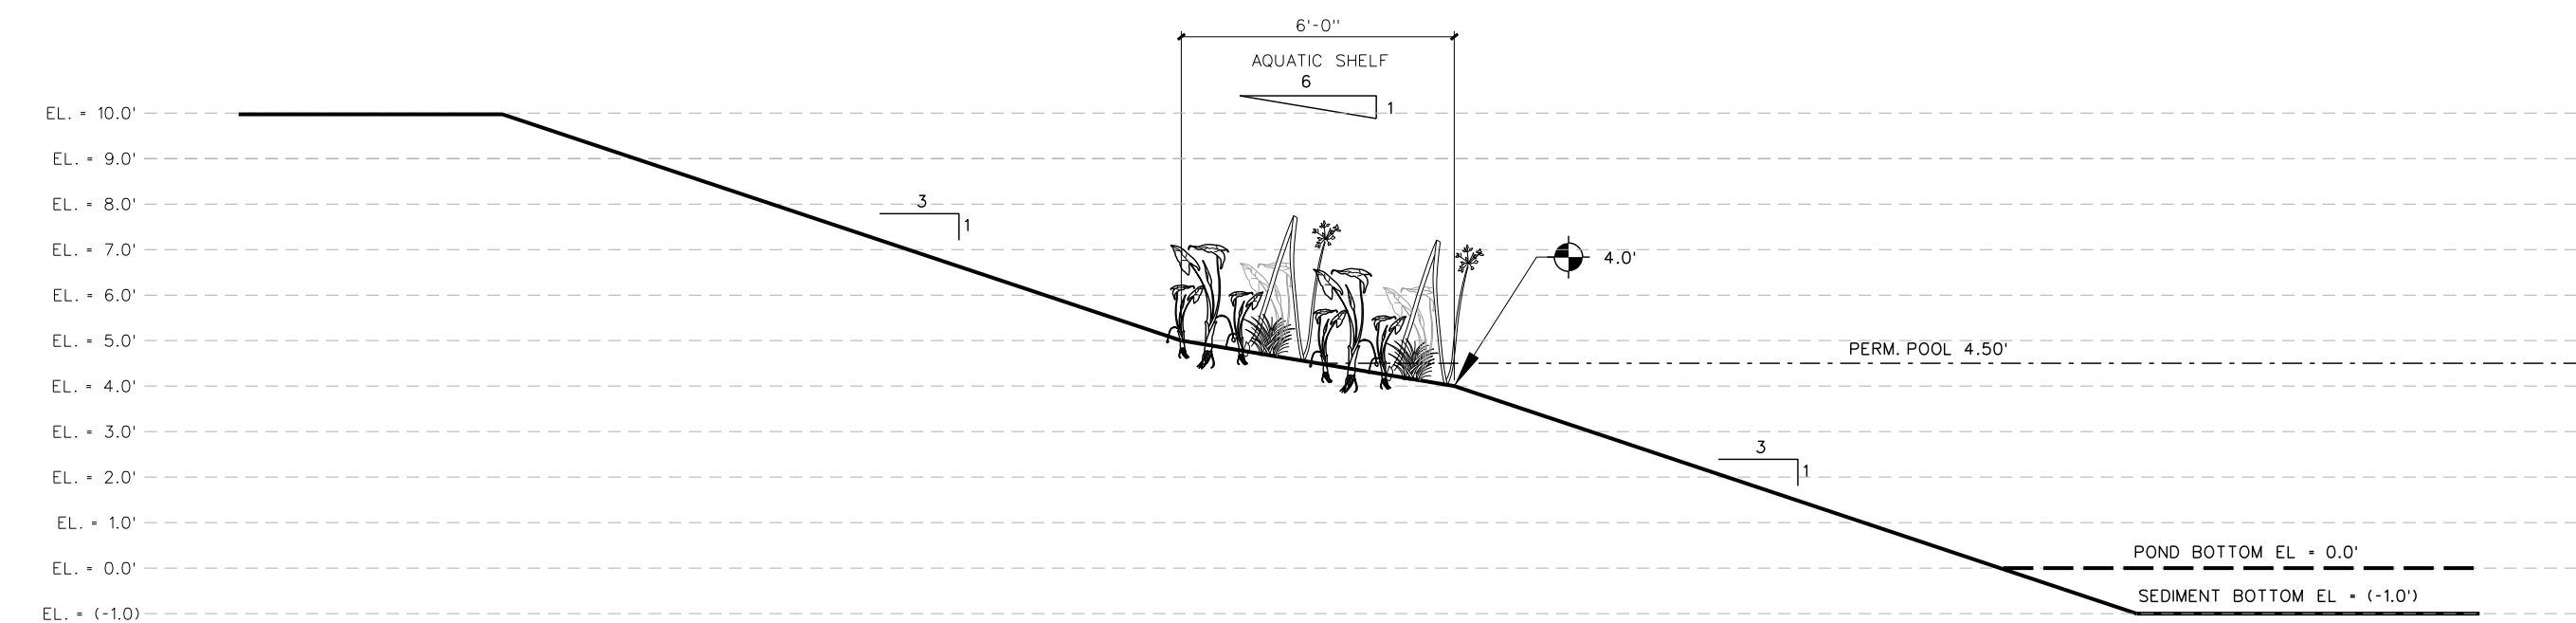 6'-0"
AQUATIC SHELF
6
1
EL. = 10.0'
EL. = 9.0'
EL. = 8.0'
3
1
EL. = 7.0'
4.0'
EL. = 6.0'
EL. = 5.0'
PERM. POOL 4.50'
EL. = 4.0'
EL. = 3.0'
3
1
EL. = 2.0'
EL. = 1.0'
POND BOTTOM EL = 0.0'
EL. = 0.0'
SEDIMENT BOTTOM EL = (-1.0')
EL. = (-1.0)